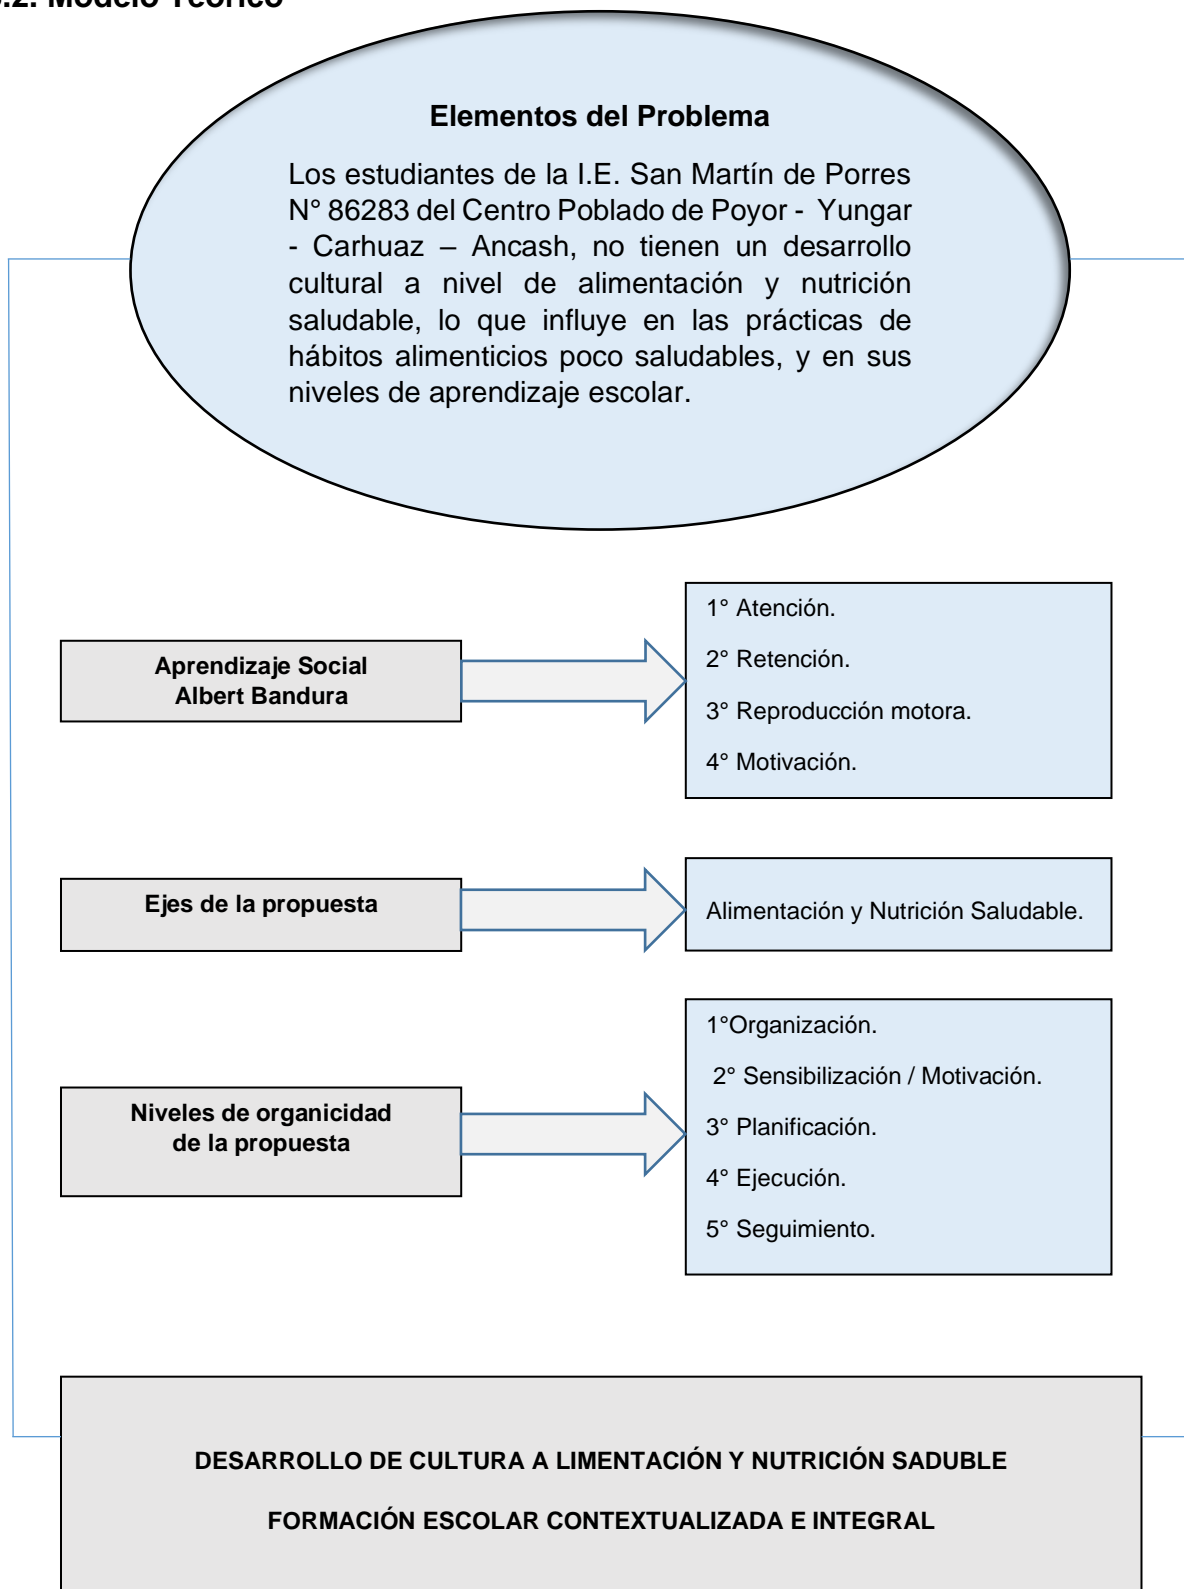 .2. Modelo Teórico
Elementos del Problema
Los estudiantes de la I.E. San Martín de Porres
N° 86283 del Centro Poblado de Poyor - Yungar
- Carhuaz – Ancash, no tienen un desarrollo
cultural a nivel de alimentación y nutrición
saludable, lo que influye en las prácticas de
hábitos alimenticios poco saludables, y en sus
niveles de aprendizaje escolar.
Aprendizaje Social
Albert Bandura
1° Atención.
2° Retención.
3° Reproducción motora.
4° Motivación.
Ejes de la propuesta
Alimentación y Nutrición Saludable.
Niveles de organicidad
de la propuesta
1°Organización.
2° Sensibilización / Motivación.
3° Planificación.
4° Ejecución.
5° Seguimiento.
DESARROLLO DE CULTURA A LIMENTACIÓN Y NUTRICIÓN SADUBLE
FORMACIÓN ESCOLAR CONTEXTUALIZADA E INTEGRAL